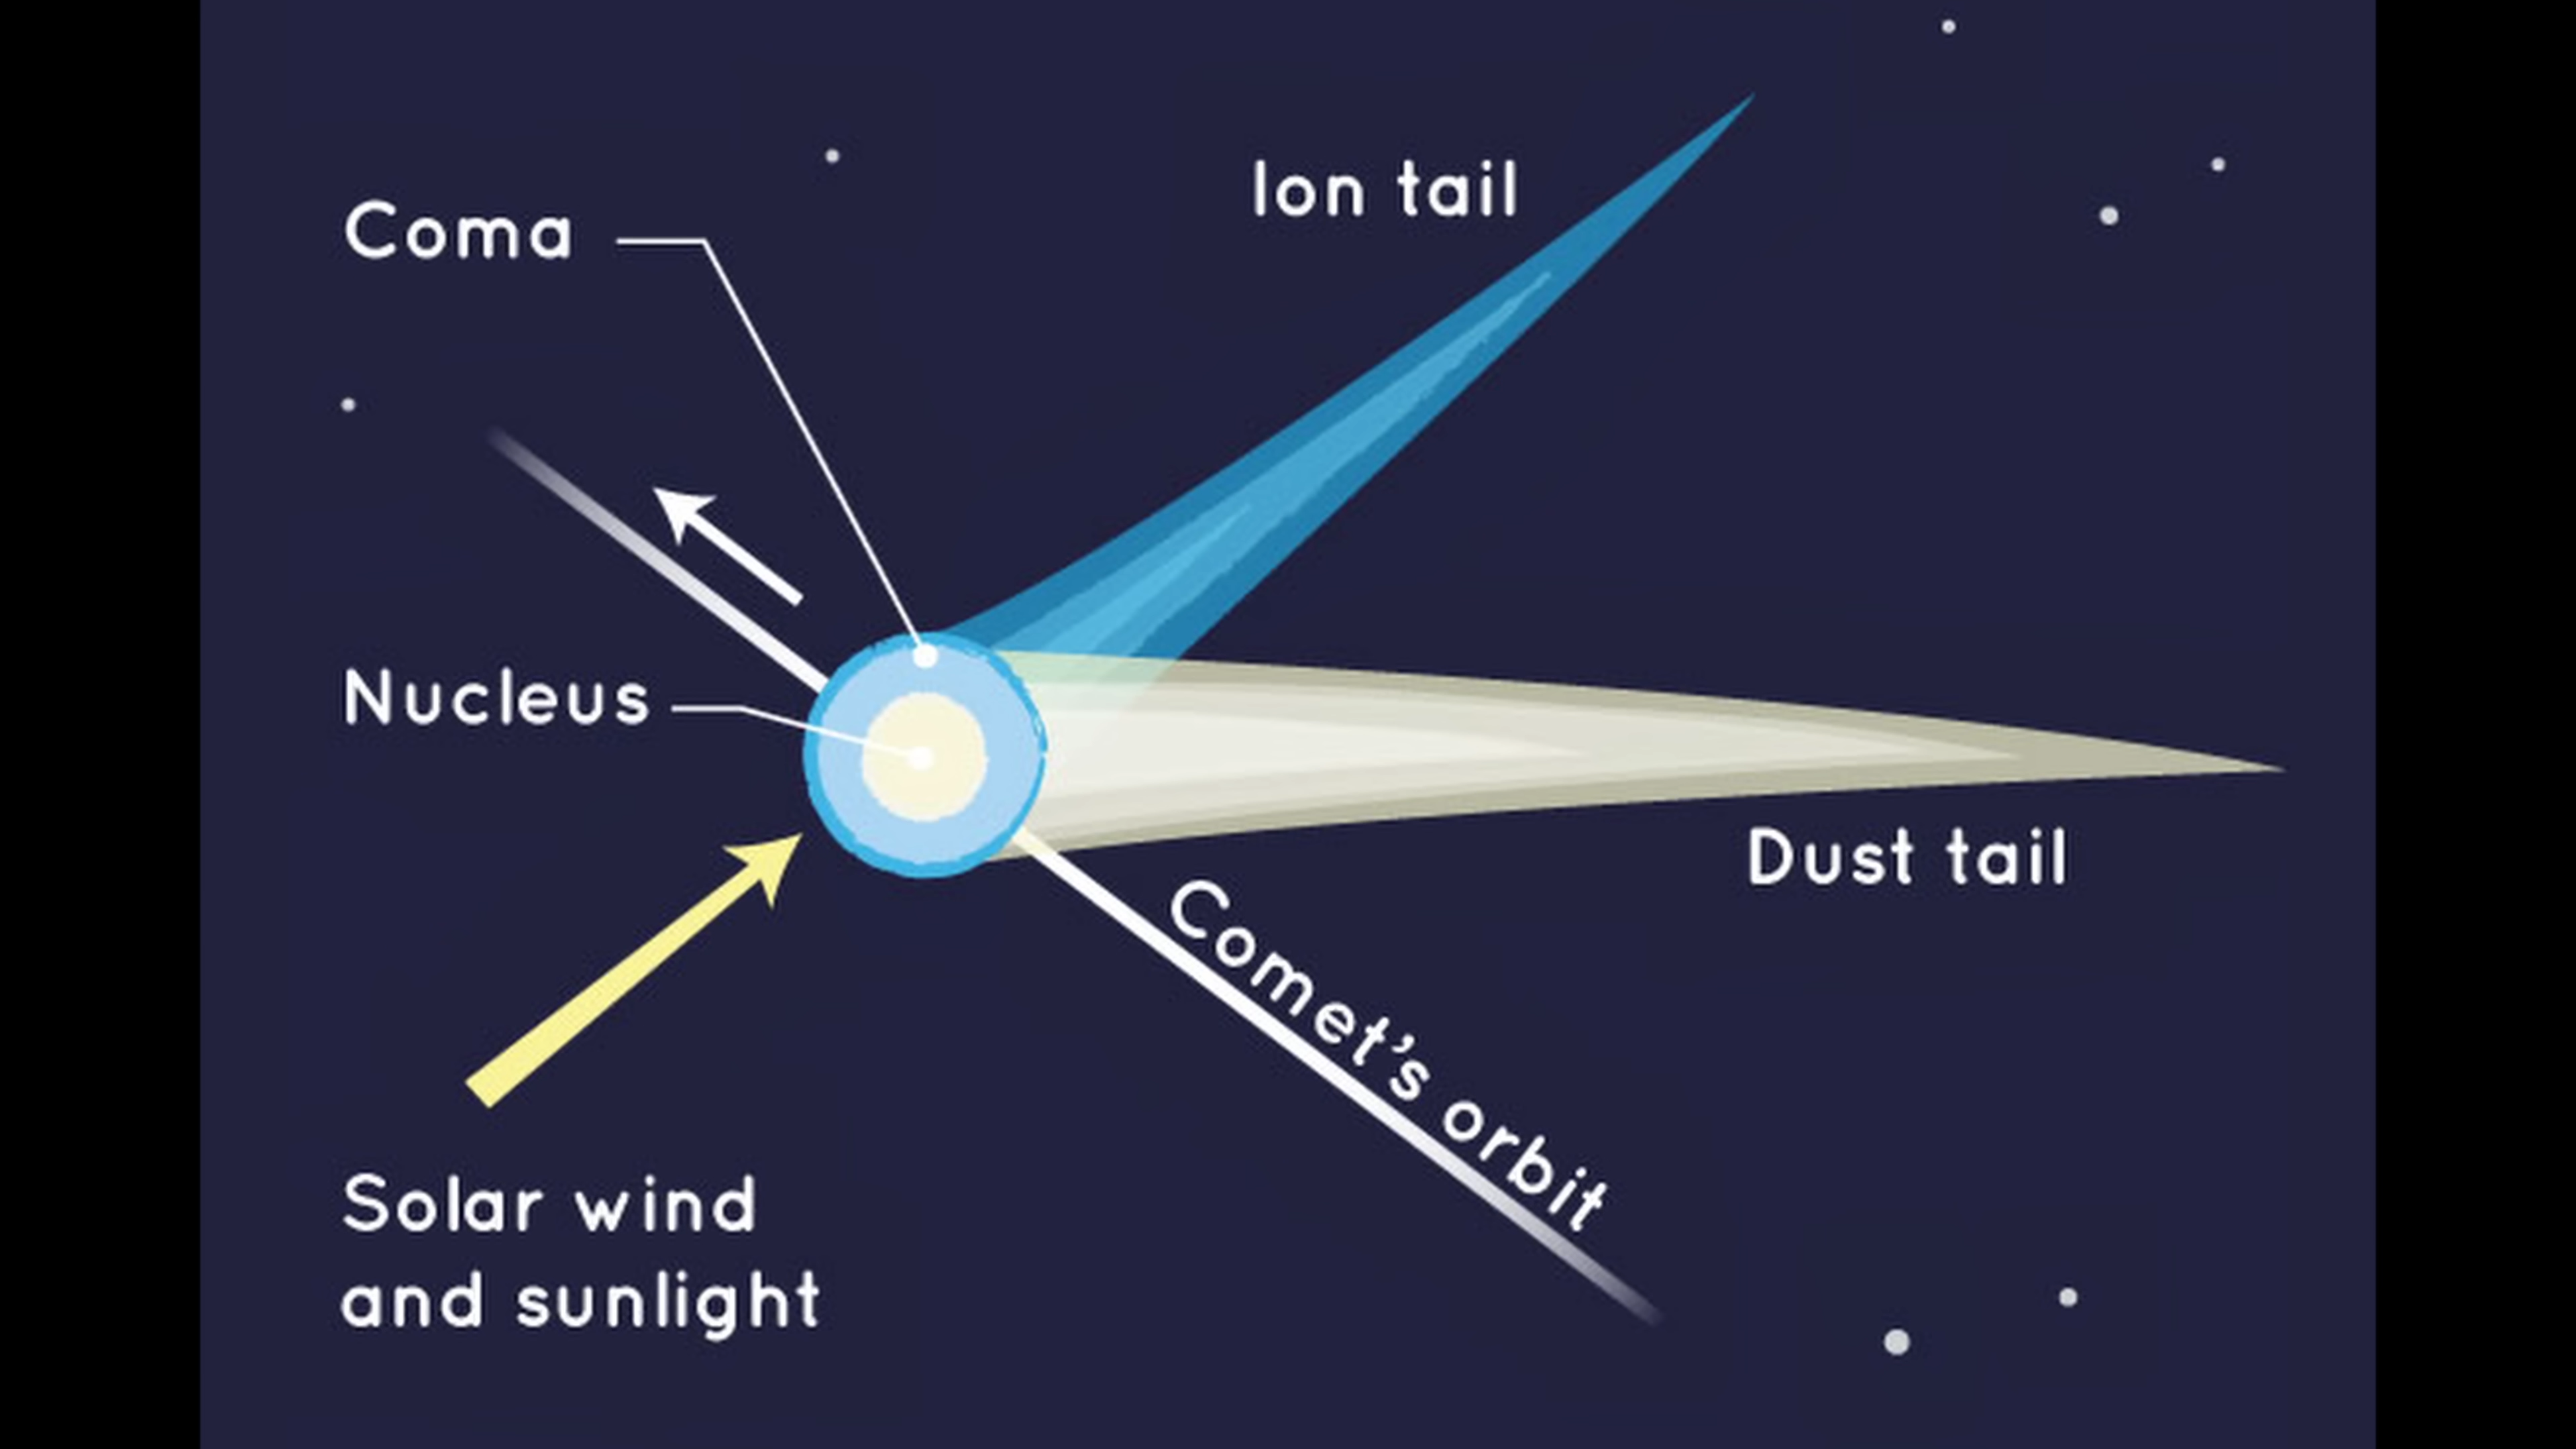 Ion tail
Coma
Nucleus
Dust tail
Comet’s orbit
Solar wind
and sunlight